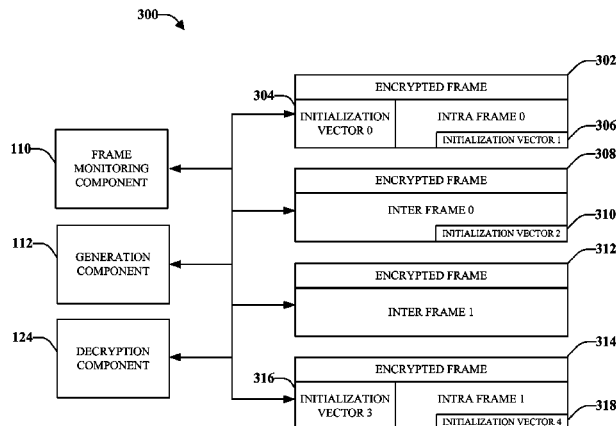 300
302
ENCRYPTED FRAME
304
INITIALIZATION
VECTOR 0
INTRA FRAME 0
306
INITIALIZATION VECTOR 1
110
FRAME
MONITORING
COMPONENT
308
ENCRYPTED FRAME
INTER FRAME 0
310
INITIALIZATION VECTOR 2
112
GENERATION
COMPONENT
312
ENCRYPTED FRAME
INTER FRAME 1
124
DECRYPTION
COMPONENT
314
ENCRYPTED FRAME
316
INITIALIZATION
VECTOR 3
INTRA FRAME 1
318
INITIALIZATION VECTOR 4